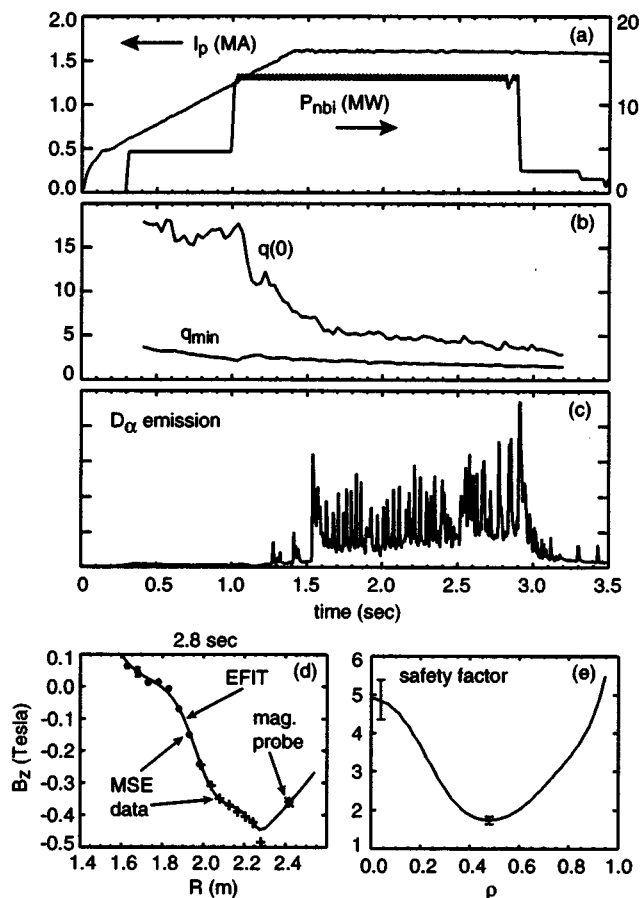 2.0 I_p (MA) (a) 20
1.5
1.0 P_nbi (MW) 10
0.5
0.0 0
(b)
15 q(0)
10
5 q_min
0
D_α emission (c)
0 0.5 1.0 1.5 2.0 2.5 3.0 3.5
time (sec)
2.8 sec
0.1 (d)
0.0 EFIT
-0.1
-0.2 mag. probe
-0.3 MSE data
-0.4
-0.5
B_z (Tesla)
1.4 1.6 1.8 2.0 2.2 2.4
R (m)
6 safety factor (e)
5
4
3
2
1
0.0 0.2 0.4 0.6 0.8 1.0
ρ